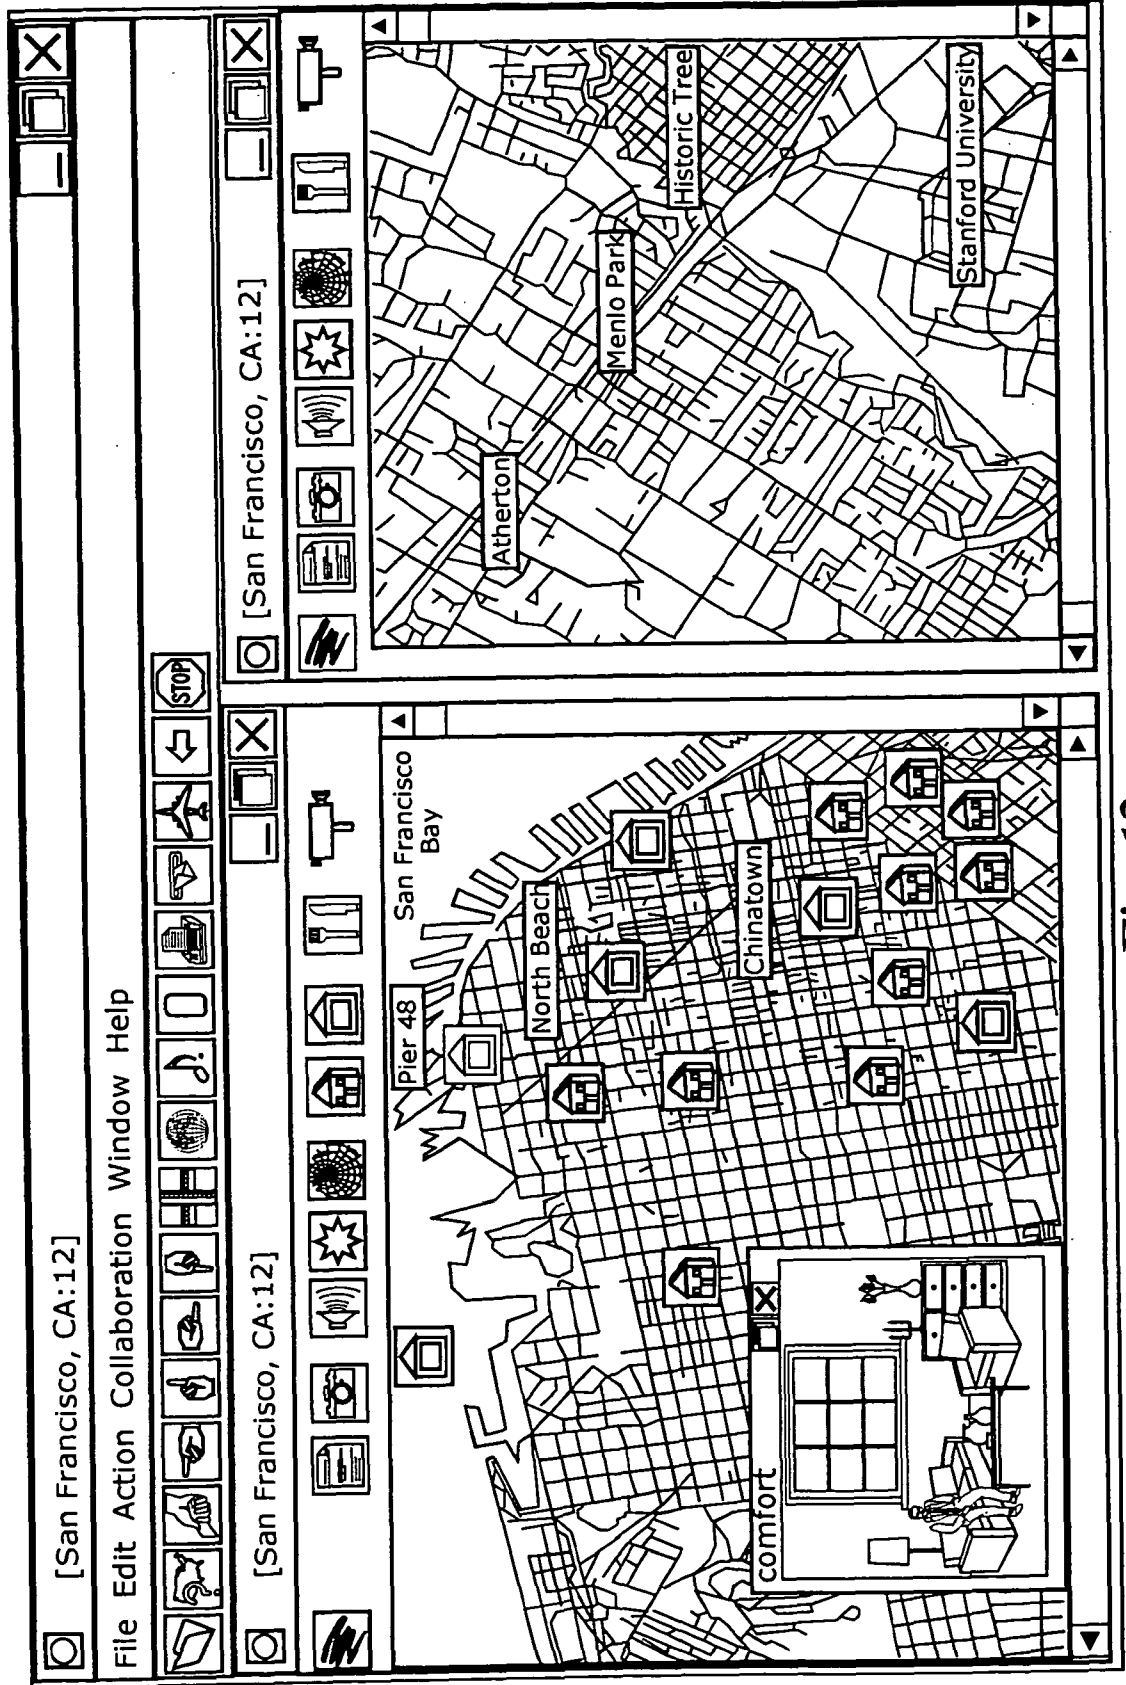 [San Francisco, CA:12]
File Edit Action Collaboration Window Help
STOP
[San Francisco, CA:12]
San Francisco
Bay
Pier 48
North Beach
Chinatown
comfort
[San Francisco, CA:12]
Atherton
Menlo Park
Historic Tree
Stanford University